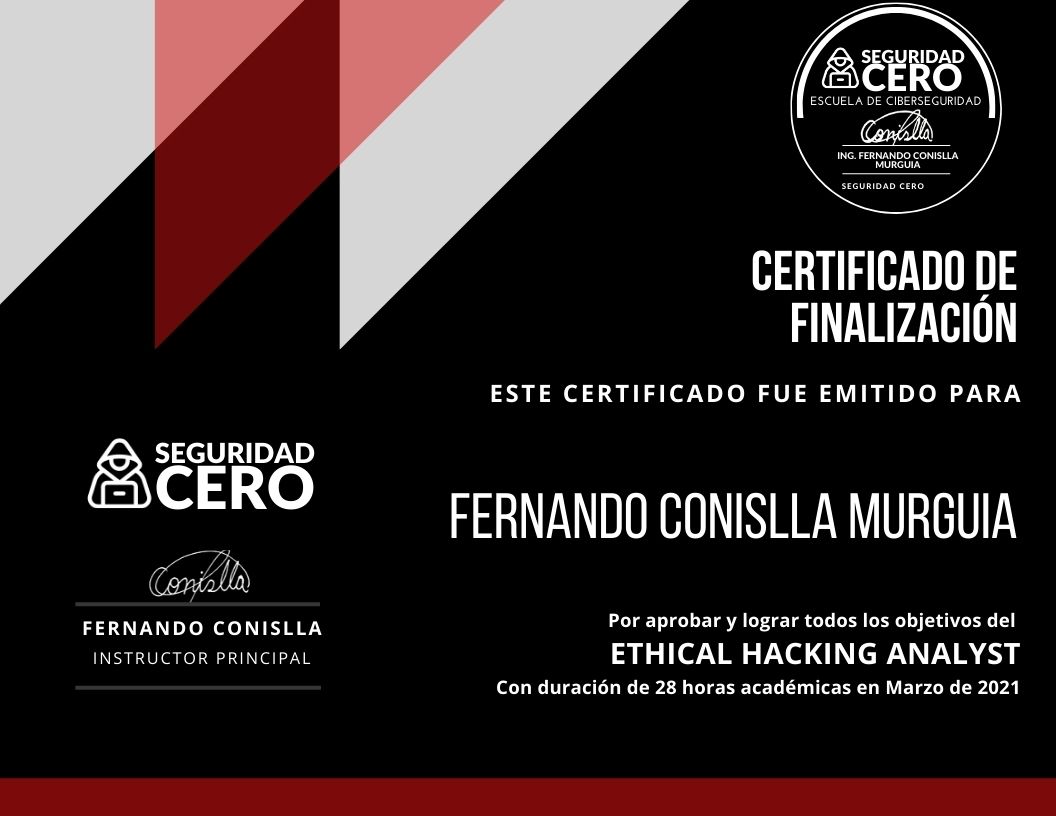 SEGURIDAD
CERO
ESCUELA DE CIBERSEGURIDAD
Conislla
ING. FERNANDO CONISLLA
MURGUIA
SEGURIDAD CERO
CERTIFICADO DE
FINALIZACIÓN
ESTE CERTIFICADO FUE EMITIDO PARA
FERNANDO CONISLLA MURGUIA
Por aprobar y lograr todos los objetivos del
ETHICAL HACKING ANALYST
Con duración de 28 horas académicas en Marzo de 2021
SEGURIDAD
CERO
Conislla
FERNANDO CONISLLA
INSTRUCTOR PRINCIPAL